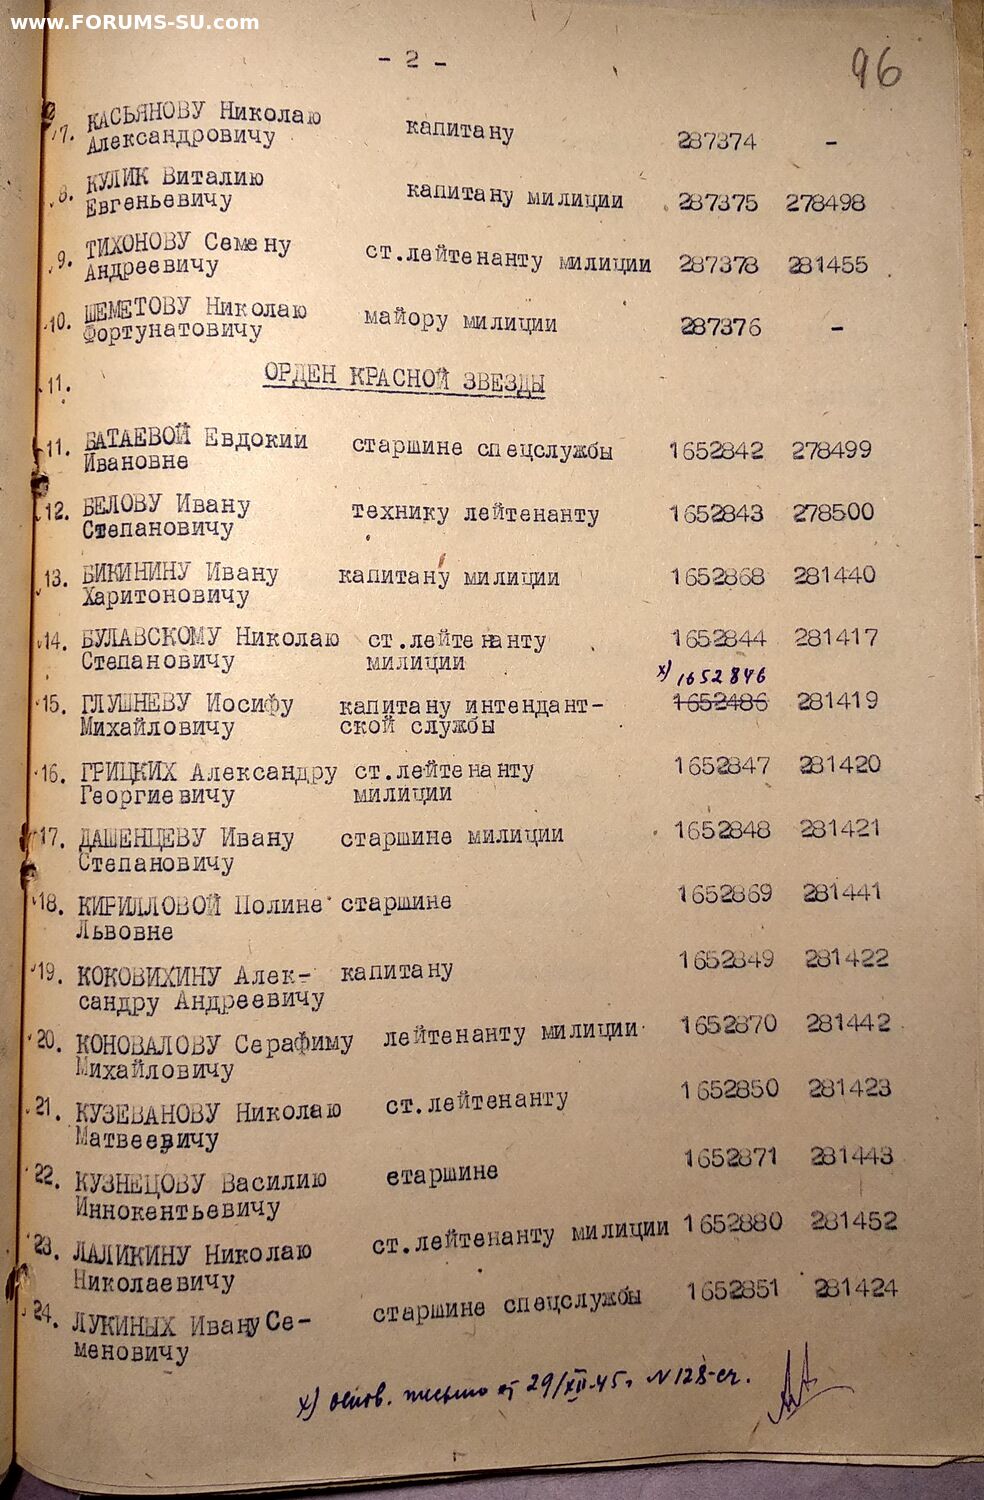 www.FORUMS-SU.com
- 2 -
96
7. КАСЬЯНОВУ Николаю капитану 287374 -
Александровичу
8. КУЛИК Виталию капитану милиции 287375 278498
Евгеньевичу
9. ТИХОНОВУ Семену ст.лейтенанту милиции 287378 281455
Андреевичу
10. ШЕМЕТОВУ Николаю майору милиции 287376 -
Фортунатовичу
11. ОРДЕН КРАСНОЙ ЗВЕЗДЫ
11. БАТАЕВОЙ Евдокии старшине спецслужбы 1652842 278499
Ивановне
12. БЕЛОВУ Ивану технику лейтенанту 1652843 278500
Степановичу
13. БИКИНИНУ Ивану капитану милиции 1652868 281440
Харитоновичу
14. БУЛАВСКОМУ Николаю ст.лейтенанту 1652844 281417
Степановичу милиции
х) 1652846
15. ГЛУШНЕВУ Иосифу капитану интендант- 1652486 281419
Михайловичу ской службы
16. ГРИЦКИХ Александру ст.лейтенанту 1652847 281420
Георгиевичу милиции
17. ДАШЕНЦЕВУ Ивану старшине милиции 1652848 281421
Степановичу
18. КИРИЛЛОВОЙ Полине старшине 1652869 281441
Львовне
19. КОКОВИХИНУ Алек- капитану 1652849 281422
сандру Андреевичу
20. КОНОВАЛОВУ Серафиму лейтенанту милиции 1652870 281442
Михайловичу
21. КУЗЕВАНОВУ Николаю ст.лейтенанту 1652850 281423
Матвеевичу
22. КУЗНЕЦОВУ Василию старшине 1652871 281443
Иннокентьевичу
23. ЛАЛИКИНУ Николаю ст.лейтенанту милиции 1652880 281452
Николаевичу
24. ЛУКИНЫХ Ивану Се- старшине спецслужбы 1652851 281424
меновичу
х) основ. письмо от 29/XII-45г N 128-сч.